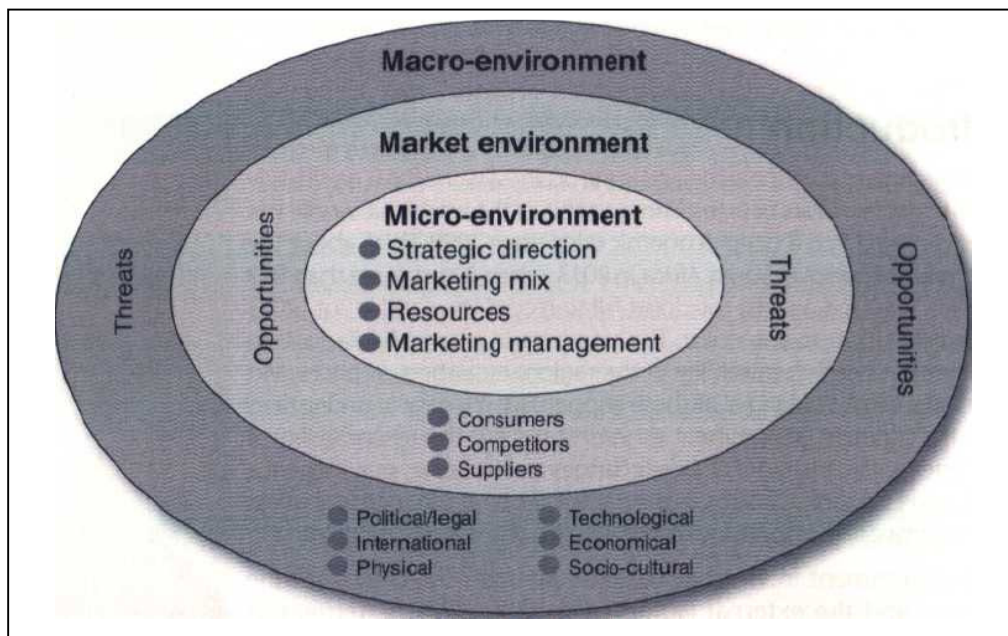 Macro-environment
Market environment
Micro-environment
Strategic direction
Marketing mix
Resources
Marketing management
Threats
Opportunities
Threats
Opportunities
Consumers
Competitors
Suppliers
Political/legal
Technological
International
Economical
Physical
Socio-cultural